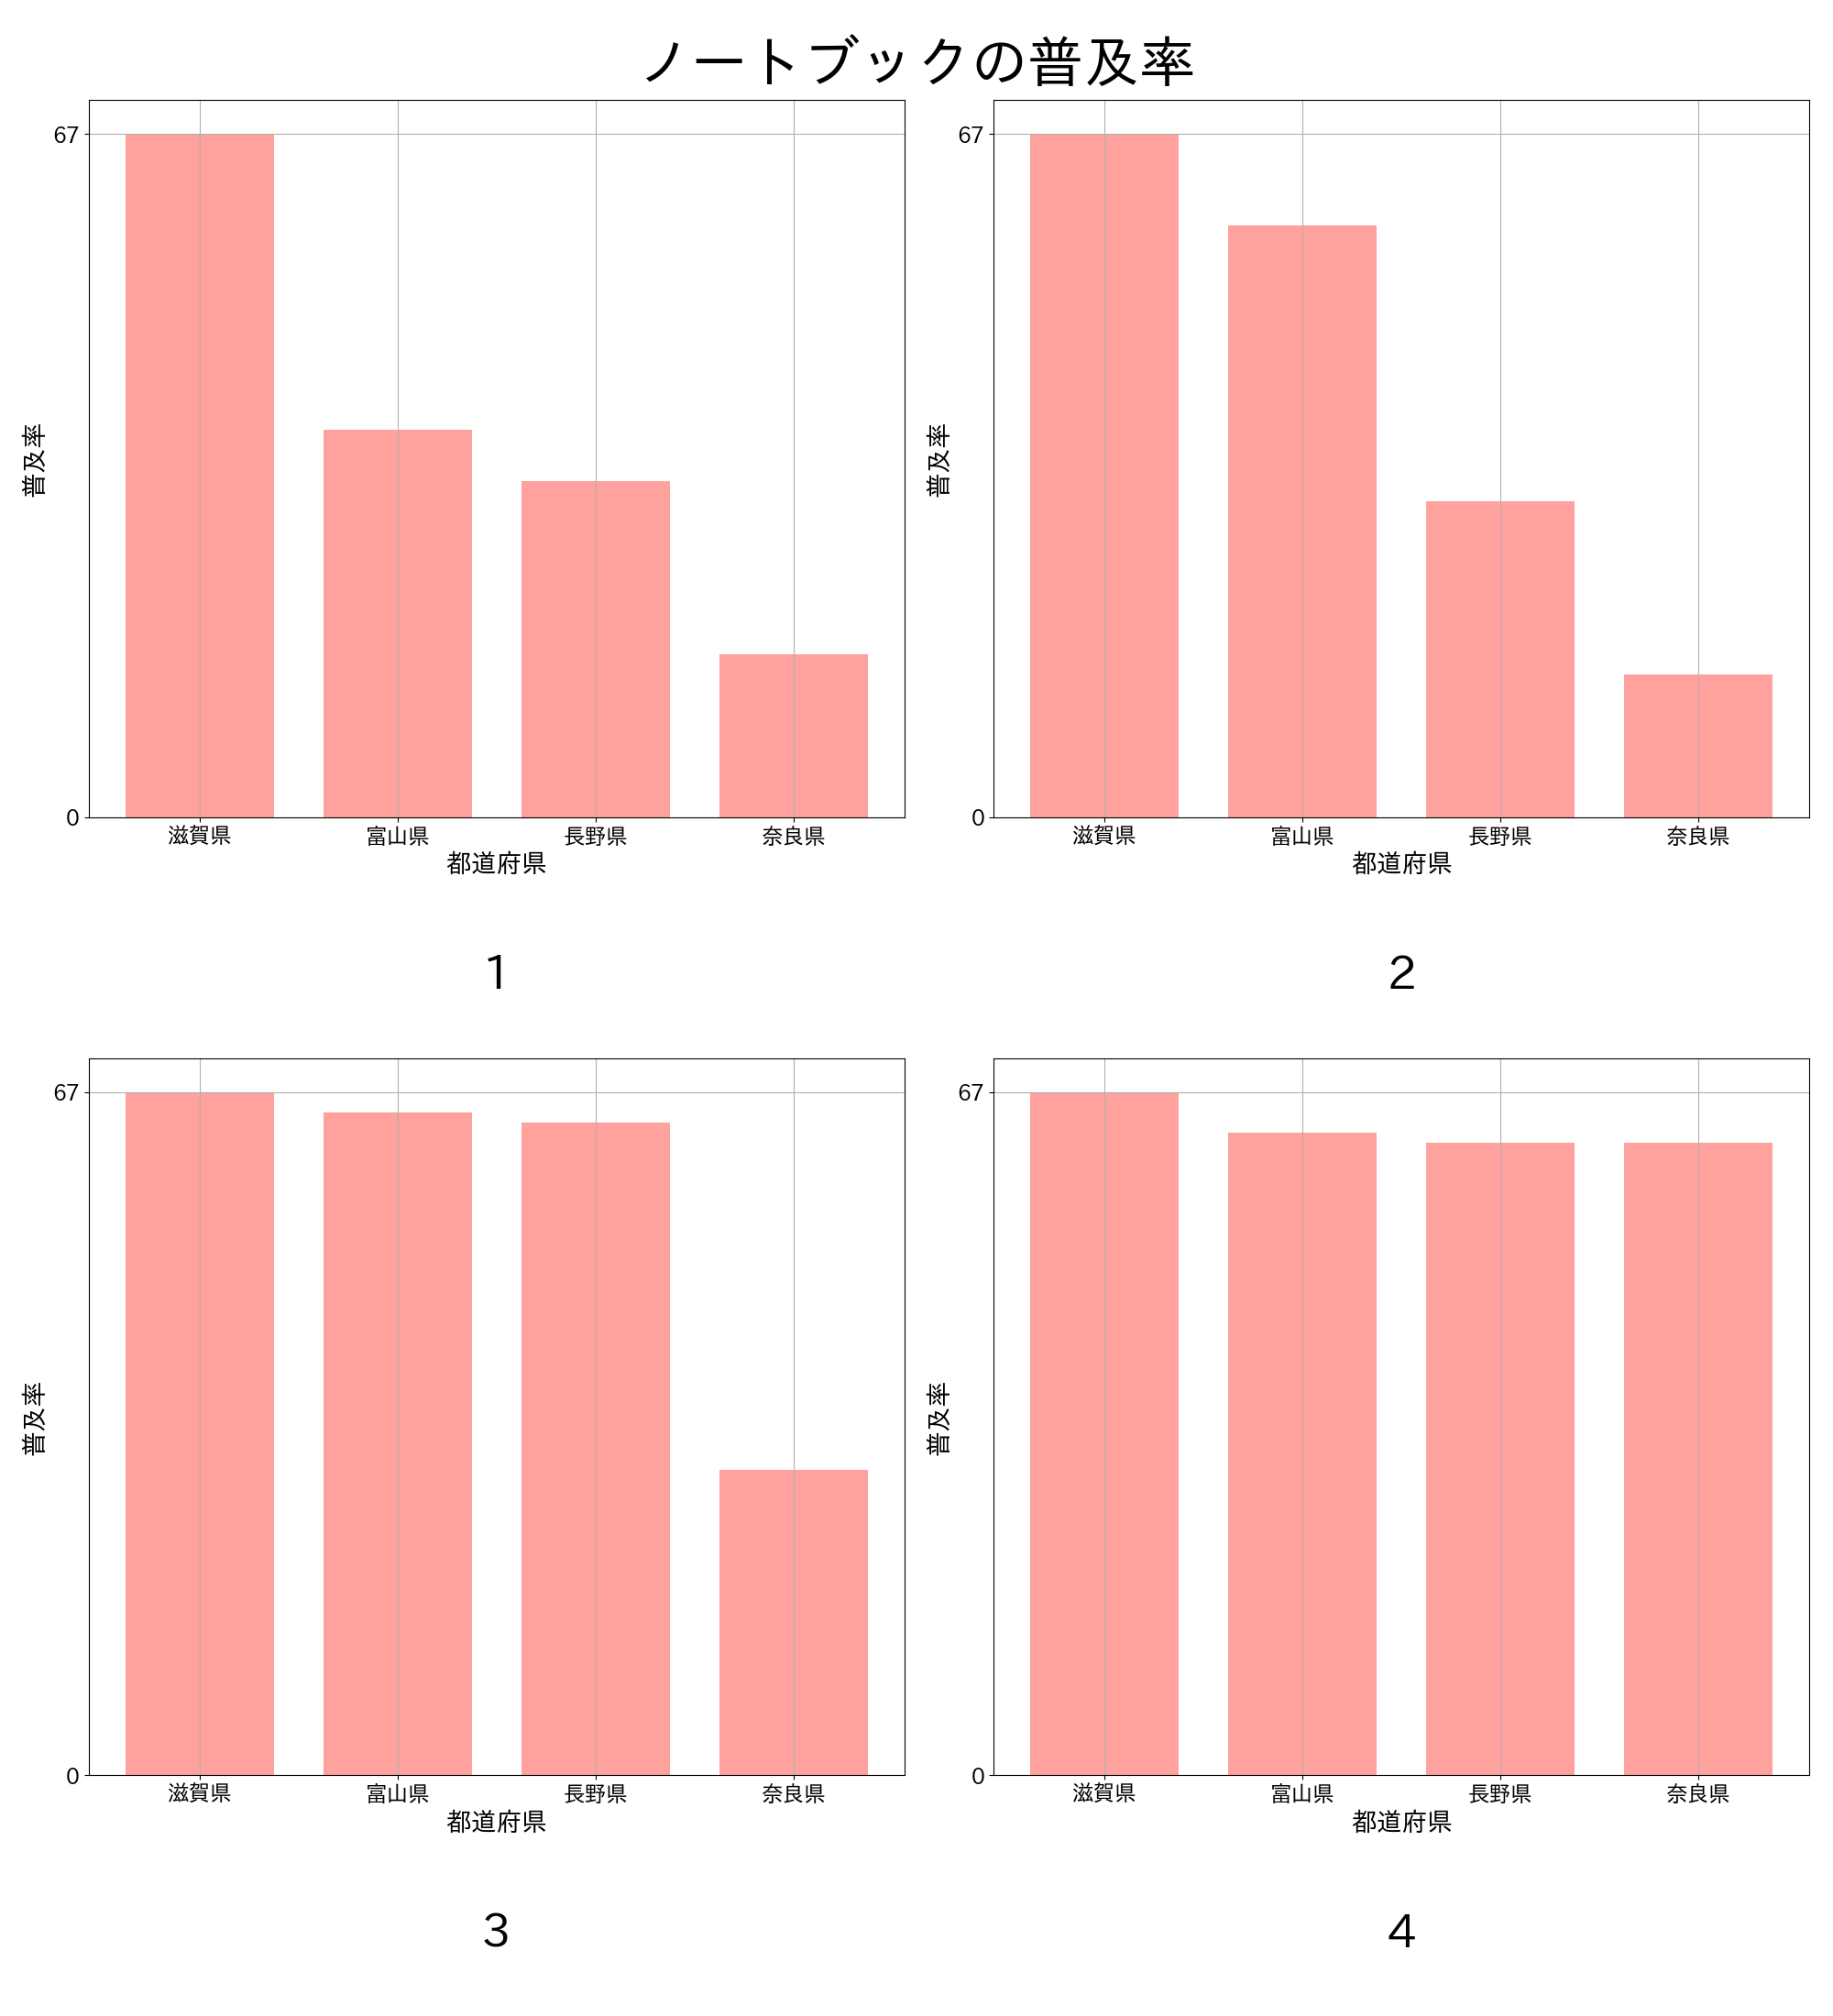 ノートブックの普及率
67
0
普及率
滋賀県 富山県 長野県 奈良県
都道府県
1
67
0
普及率
滋賀県 富山県 長野県 奈良県
都道府県
2
67
0
普及率
滋賀県 富山県 長野県 奈良県
都道府県
3
67
0
普及率
滋賀県 富山県 長野県 奈良県
都道府県
4